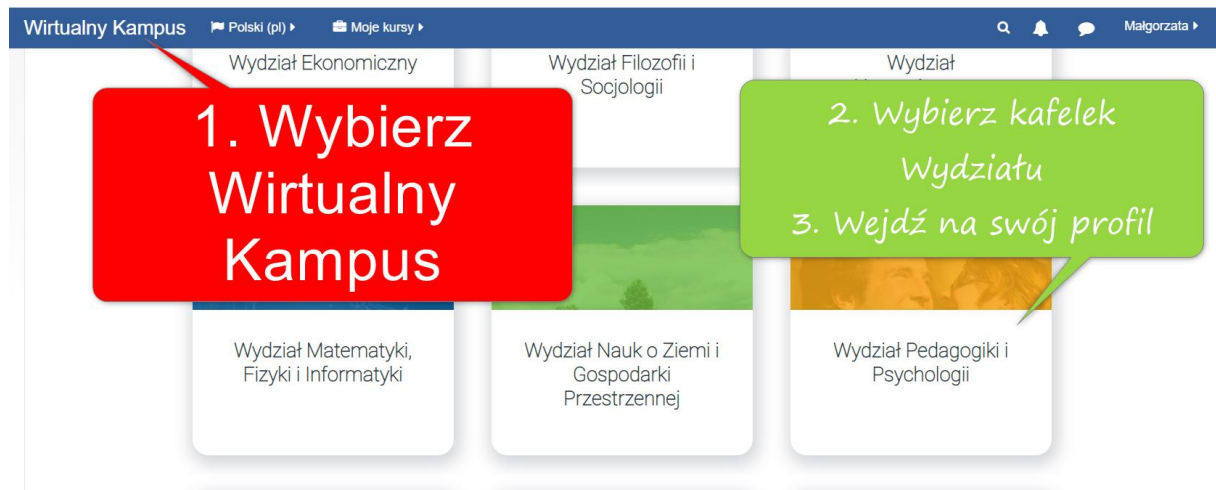 Wirtualny Kampus Polski (pl) Moje kursy Małgorzata
Wydział Ekonomiczny
Wydział Filozofii i
Socjologii
Wydział
1. Wybierz
Wirtualny
Kampus
2. Wybierz kafelek
Wydziału
3. Wejdź na swój profil
Wydział Matematyki,
Fizyki i Informatyki
Wydział Nauk o Ziemi i
Gospodarki
Przestrzennej
Wydział Pedagogiki i
Psychologii